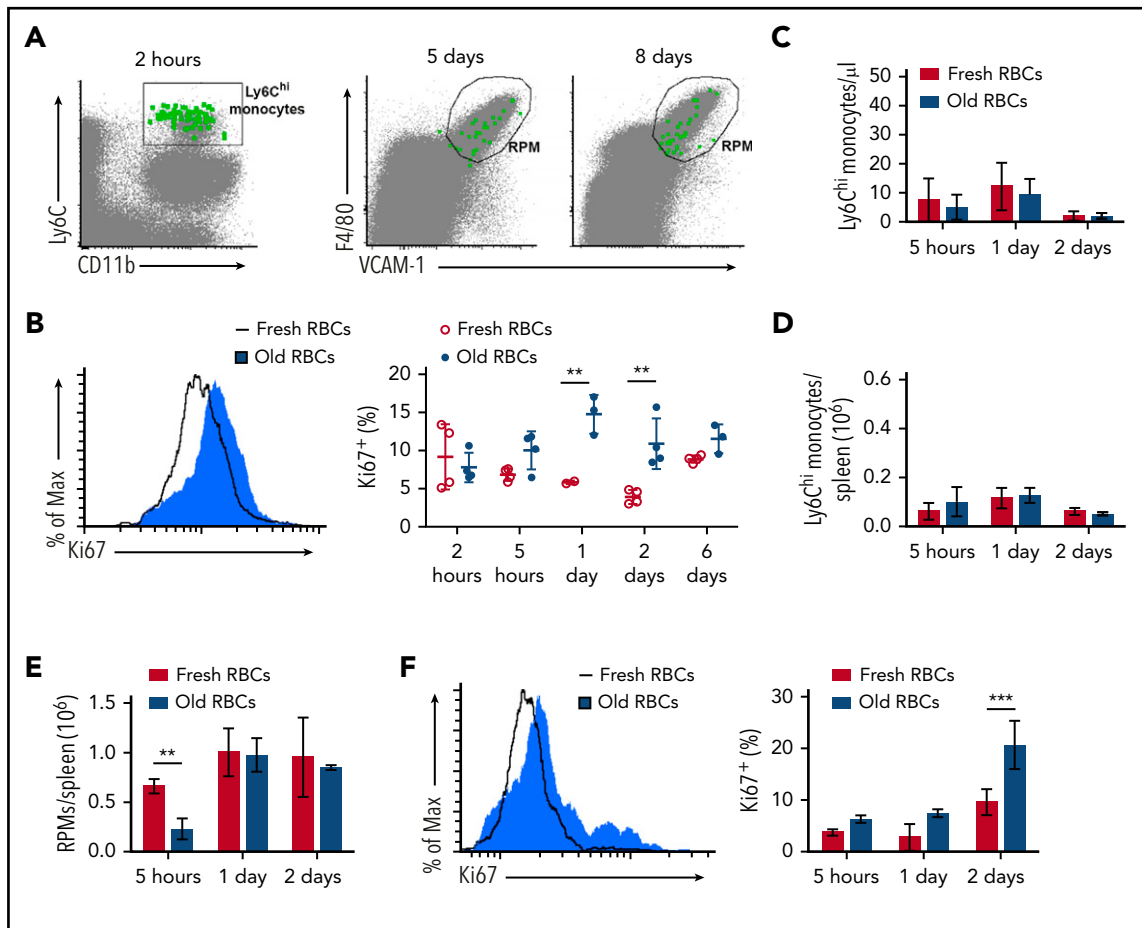 A
2 hours
Ly6C^hi
monocytes
Ly6C
CD11b
5 days
8 days
RPM
RPM
F4/80
VCAM-1
C
Fresh RBCs
Old RBCs
Ly6C^hi monocytes/µl
50
40
30
20
10
0
5 hours
1 day
2 days
B
Fresh RBCs
Old RBCs
% of Max
Ki67
Fresh RBCs
Old RBCs
Ki67+ (%)
20
15
10
5
0
**
**
2 hours
5 hours
1 day
2 days
6 days
D
Ly6C^hi monocytes/
spleen (10^6)
0.6
0.4
0.2
0.0
5 hours
1 day
2 days
E
Fresh RBCs
Old RBCs
RPMs/spleen (10^6)
1.5
1.0
0.5
0.0
**
5 hours
1 day
2 days
F
Fresh RBCs
Old RBCs
% of Max
Ki67
Fresh RBCs
Old RBCs
Ki67+ (%)
30
20
10
0
***
5 hours
1 day
2 days